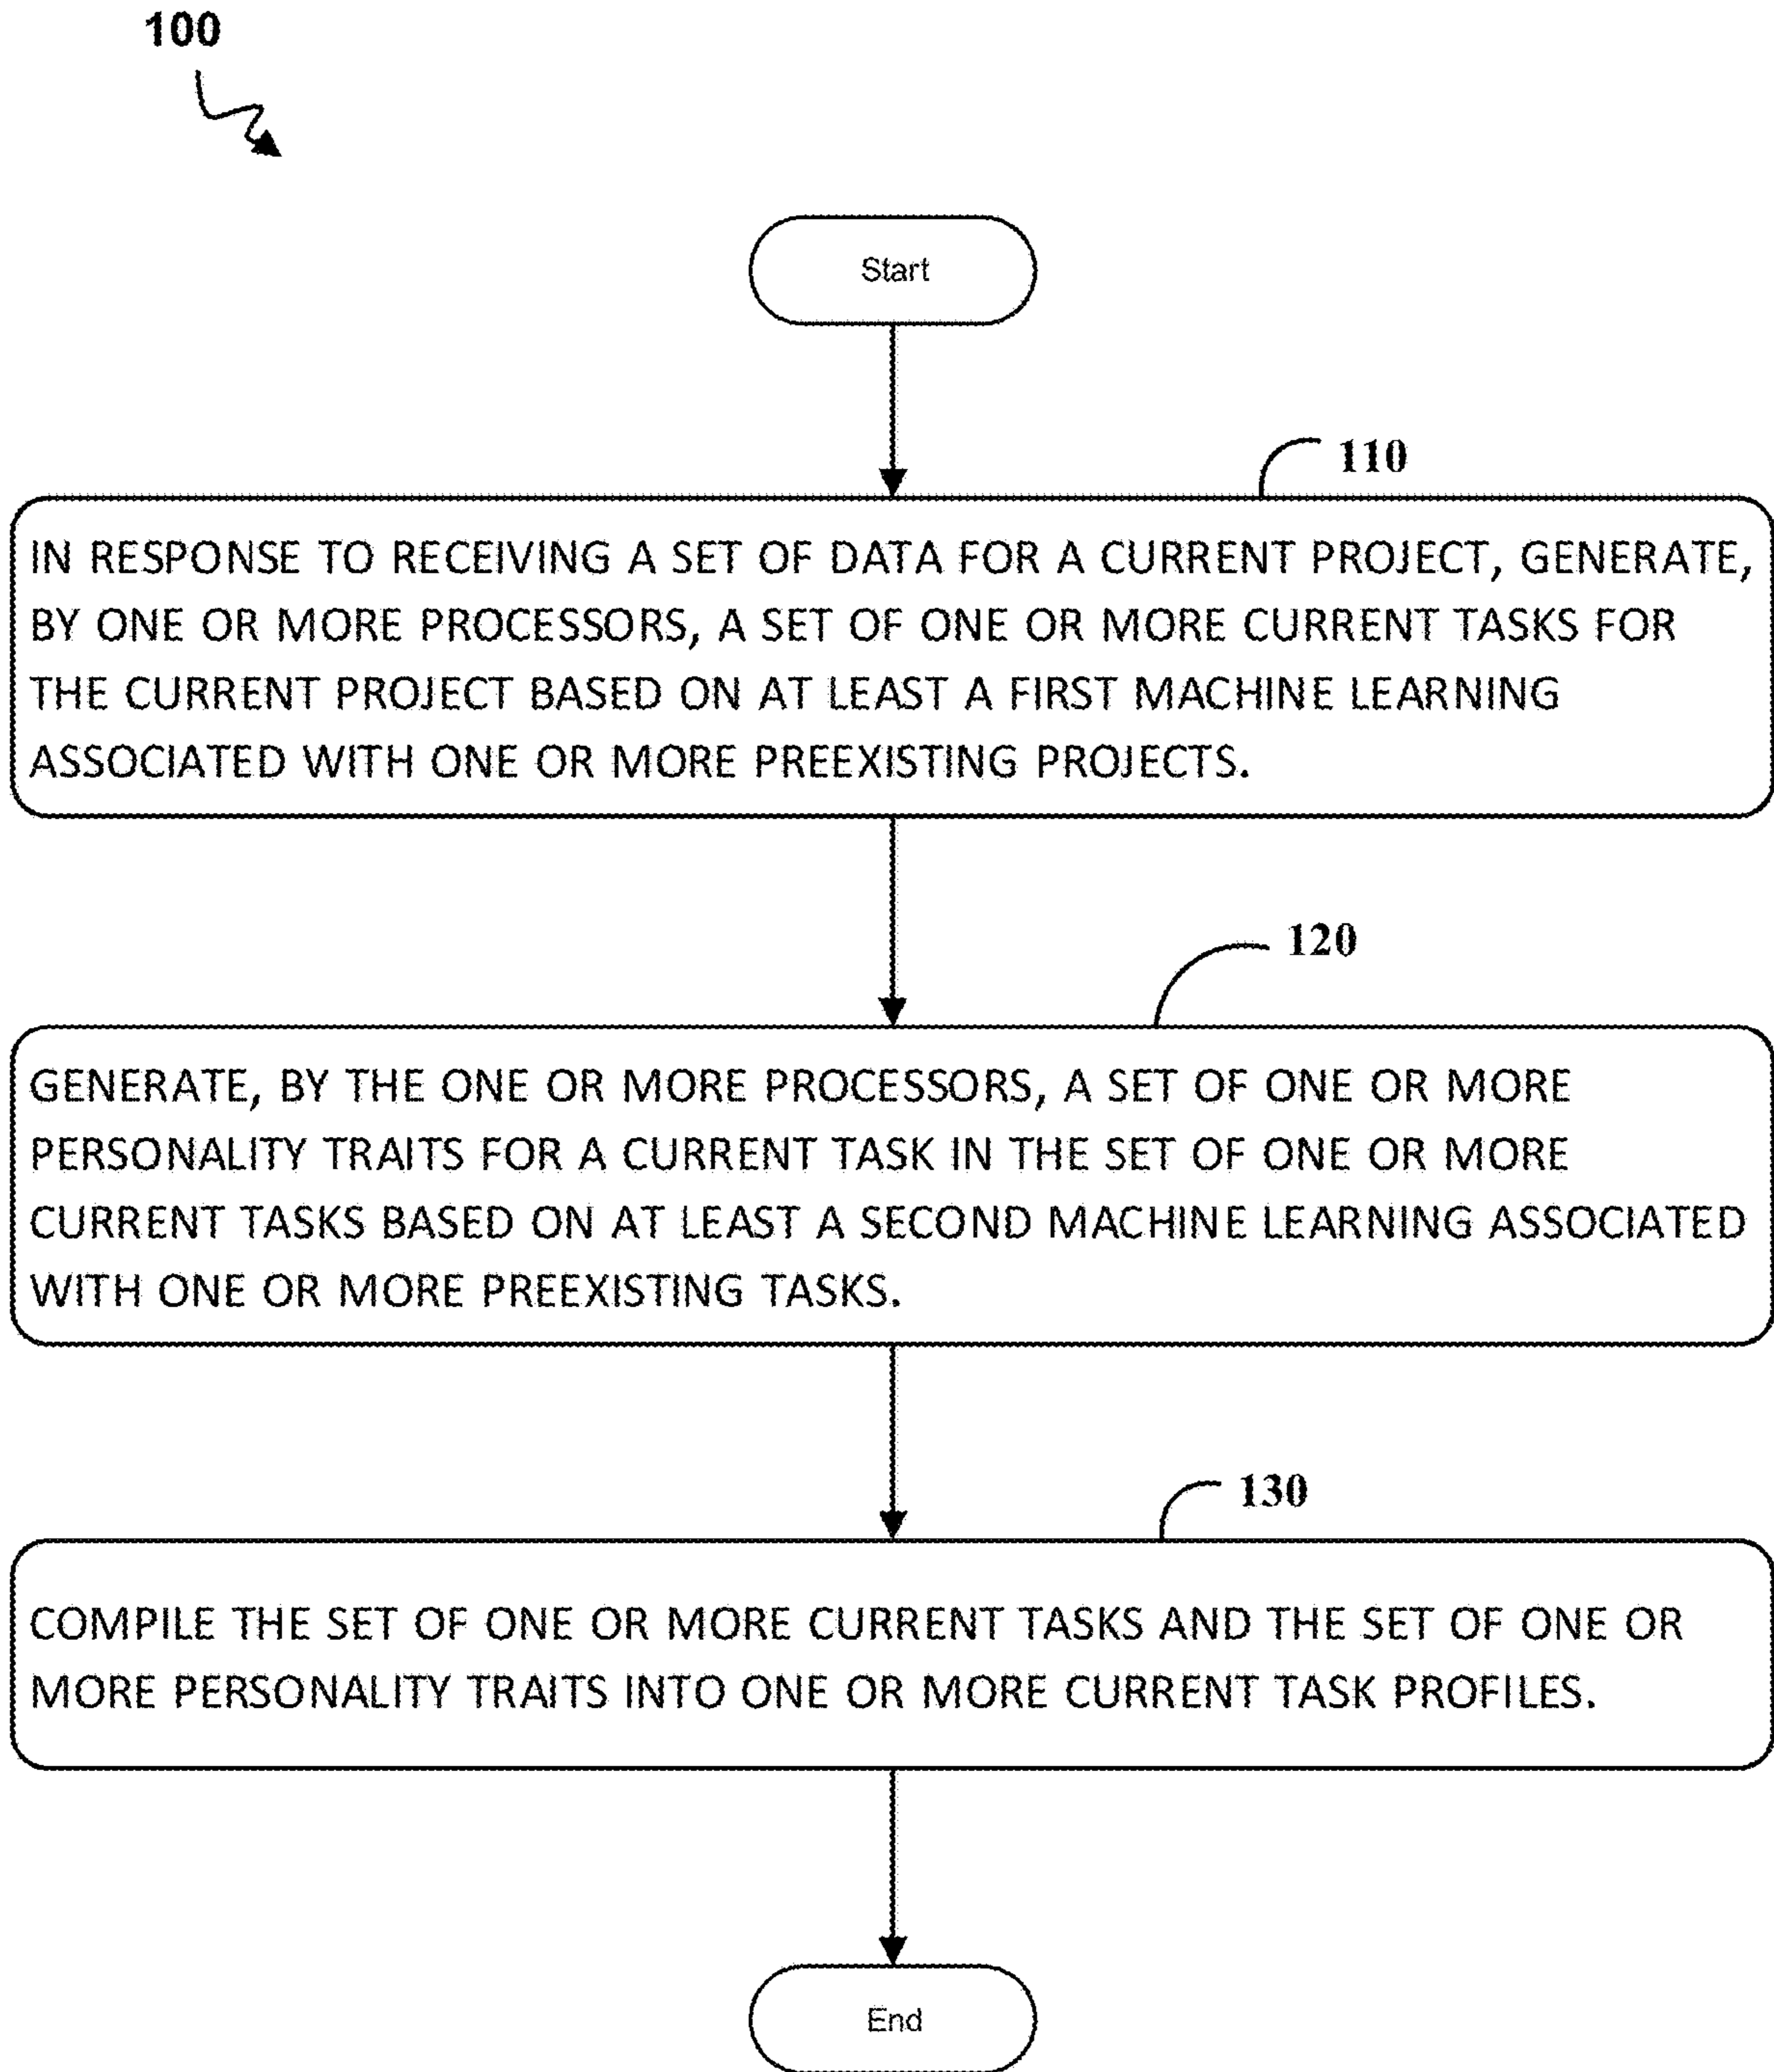 100
Start
110
IN RESPONSE TO RECEIVING A SET OF DATA FOR A CURRENT PROJECT, GENERATE,
BY ONE OR MORE PROCESSORS, A SET OF ONE OR MORE CURRENT TASKS FOR
THE CURRENT PROJECT BASED ON AT LEAST A FIRST MACHINE LEARNING
ASSOCIATED WITH ONE OR MORE PREEXISTING PROJECTS.
120
GENERATE, BY THE ONE OR MORE PROCESSORS, A SET OF ONE OR MORE
PERSONALITY TRAITS FOR A CURRENT TASK IN THE SET OF ONE OR MORE
CURRENT TASKS BASED ON AT LEAST A SECOND MACHINE LEARNING ASSOCIATED
WITH ONE OR MORE PREEXISTING TASKS.
130
COMPILE THE SET OF ONE OR MORE CURRENT TASKS AND THE SET OF ONE OR
MORE PERSONALITY TRAITS INTO ONE OR MORE CURRENT TASK PROFILES.
End